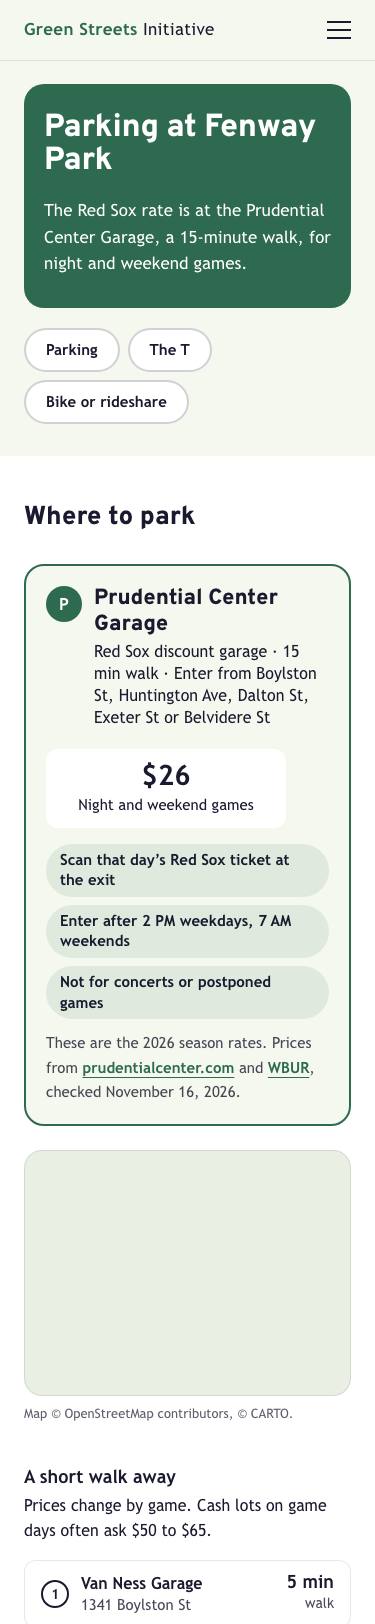 Green Streets Initiative
Parking at Fenway
Park
The Red Sox rate is at the Prudential
Center Garage, a 15-minute walk, for
night and weekend games.
Parking
The T
Bike or rideshare
Where to park
P
Prudential Center
Garage
Red Sox discount garage · 15
min walk · Enter from Boylston
St, Huntington Ave, Dalton St,
Exeter St or Belvidere St
$26
Night and weekend games
Scan that day’s Red Sox ticket at
the exit
Enter after 2 PM weekdays, 7 AM
weekends
Not for concerts or postponed
games
These are the 2026 season rates. Prices
from prudentialcenter.com and WBUR,
checked November 16, 2026.
Map © OpenStreetMap contributors, © CARTO.
A short walk away
Prices change by game. Cash lots on game
days often ask $50 to $65.
1
Van Ness Garage
5 min
1341 Boylston St
walk